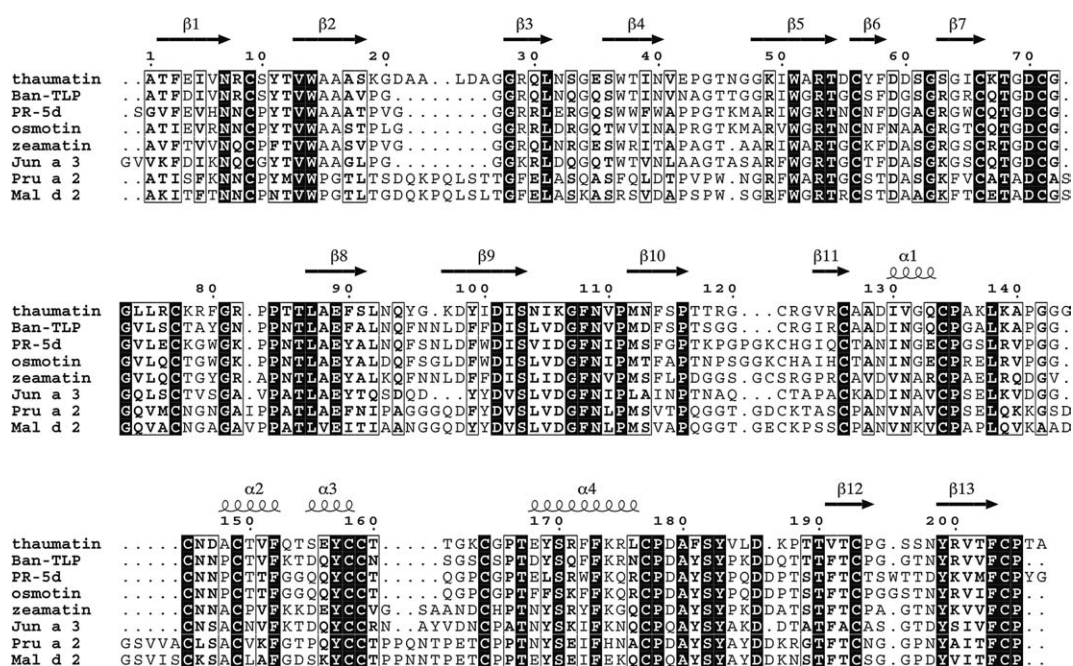 β1 β2 β3 β4 β5 β6 β7
1 10 20 30 40 50 60 70
thaumatin ..ATFEIVNRCSYTVWAAASKGDAA..LDAGGRQLNSGESWTINVEPGTNGGKIWARTDCYFDDSGSGICKTGDCG.
Ban-TLP ..ATFDIVNRCSYTVWAAAVPG........GGRQLNQGQSWTINVNAGTTGGRIWGRTGCSFDGSGRGRCQTGDCG.
PR-5d .SGVFEVHNNCPYTVWAAATPVG.......GGRRLERGQSWWFWAPPGTKMARIWGRTNCNFDGAGRGWCQTGDCG.
osmotin ..ATIEVRNNCPYTVWAASTPLG.......GGRRLDRGQTWVINAPRGTKMARVWGRTNCNFNAAGRGTCQTGDCG.
zeamatin ..AVFTVVNQCPFTVWAASVPVG.......GGRQLNRGESWRITAPAGTTAARIWARTGCKFDASGRGSCRTGDCG.
Jun a 3 GVVKFDIKNQCGYTVWAAGLPG........GGKRLDQGQTWTVNLAAGTASARFWGRTGCTFDASGKGSCQTGDCG.
Pru a 2 ..ATISFKNNCPYMVWPGTLTSDQKPQLSTTGFELASQASFQLDTPVPW.NGRFWARTGCSTDASGKFVCATADCAS
Mal d 2 ..AKITFTNNCPNTVWPGTLTGDQKPQLSLTGFELASKASRSVDAPSPW.SGRFWGRTRCSTDAAGKFTCETADCGS
β8 β9 β10 β11 α1
80 90 100 110 120 130 140
thaumatin GLLRCKRFGR.PPTTLAEFSLNQYG.KDYIDISNIKGFNVPMNFSPTTRG...CRGVRCAADIVGQCPAKLKAPGGG
Ban-TLP GVLSCTAYGN.PPNTLAEFALNQFNNLDFFDISLVDGFNVPMDFSPTSGG...CRGIRCAADINGQCPGALKAPGG.
PR-5d GVLECKGWGK.PPNTLAEYALNQFSNLDFWDISVIDGFNIPMSFGPTKPGPGKCHGIQCTANINGECPGSLRVPGG.
osmotin GVLQCTGWGK.PPNTLAEYALDQFSGLDFWDISLVDGFNIPMTFAPTNPSGGKCHAIHCTANINGECPRELRVPGG.
zeamatin GVLQCTGYGR.APNTLAEYALKQFNNLDFFDISLIDGFNVPMSFLPDGGS.GCSRGPRCAVDVNARCPAELRQDGV.
Jun a 3 GQLSCTVSGA.VPATLAEYTQSDQD..YYDVSLVDGFNIPLAINPTNAQ...CTAPACKADINAVCPSELKVDGG.
Pru a 2 GQVMCNGNGAIPPATLAEFNIPAGGGQDFYDVSLVDGFNLPMSVTPQGGT.GDCKTASCPANVNAVCPSELQKKGSD
Mal d 2 GQVACNGAGAVPPATLVEITIAANGGQDYYDVSLVDGFNLPMSVAPQGGT.GECKPSSCPANVNKVCPAPLQVKAAD
α2 α3 α4 β12 β13
150 160 170 180 190 200
thaumatin .....CNDACTVFQTSEYCCT.....TGKCGPTEYSRFFKRLCPDAFSYVLD.KPTTVTCPG.SSNYRVTFCPTA
Ban-TLP .....CNNPCTVFKTDQYCCN.....SGSCSPTDYSQFFKRNCPDAYSYPKDDQTTTFTCPG.GTNYRVVFCP..
PR-5d .....CNNPCTTFGGQQYCCT.....QGPCGPTELSRWFKQRCPDAYSYPQDDPTSTFTCTSWTTDYKVMFCPYG
osmotin .....CNNPCTTFGGQQYCCT.....QGPCGPTFFSKFFKQRCPDAYSYPQDDPTSTFTCPGGSTNYRVIFCP..
zeamatin .....CNNACPVFKKDEYCCVG..SAANDCHPTNYSRYFKGQCPDAYSYPKDDATSTFTCPA.GTNYKVVFCP..
Jun a 3 .....CNSACNVFQTDQYCCRN.AYVDNCPATNYSKIFKNQCPQAYSYAKDD.TATFACAS.GTDYSIVFCP..
Pru a 2 GSVVACLSACVKFGTPQYCCTPPQNTPETCPPTNYSEIFHNACPDAYSYAYDDKRGTFTCNG.GPNYAITFCP..
Mal d 2 GSVISCKSACLAFGDSKYCCTPPNNTPETCPPTEYSEIFEKQCPQAYSYAYDDKNSTFTCSG.GPDYVITFCP..